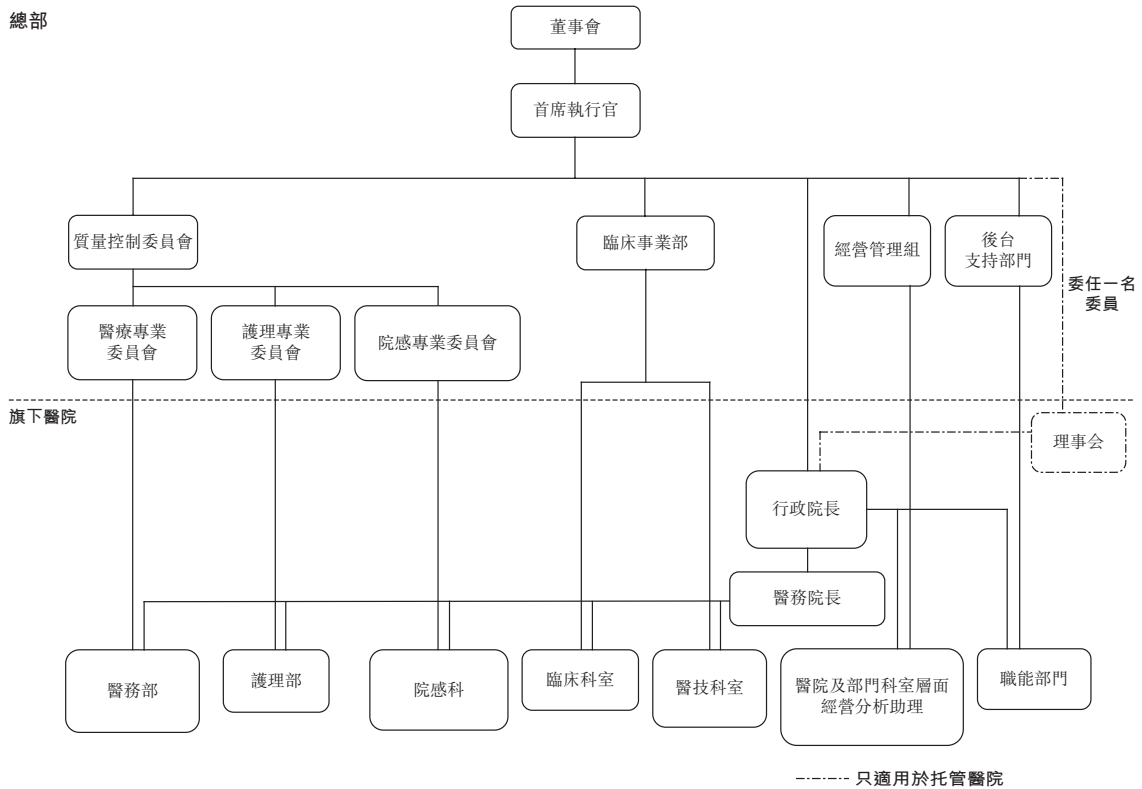 總部
董事會
首席執行官
質量控制委員會
臨床事業部
經營管理組
後台
支持部門
委任一名
委員
醫療專業
委員會
護理專業
委員會
院感專業委員會
旗下醫院
理事会
行政院長
醫務院長
醫務部
護理部
院感科
臨床科室
醫技科室
醫院及部門科室層面
經營分析助理
職能部門
只適用於托管醫院